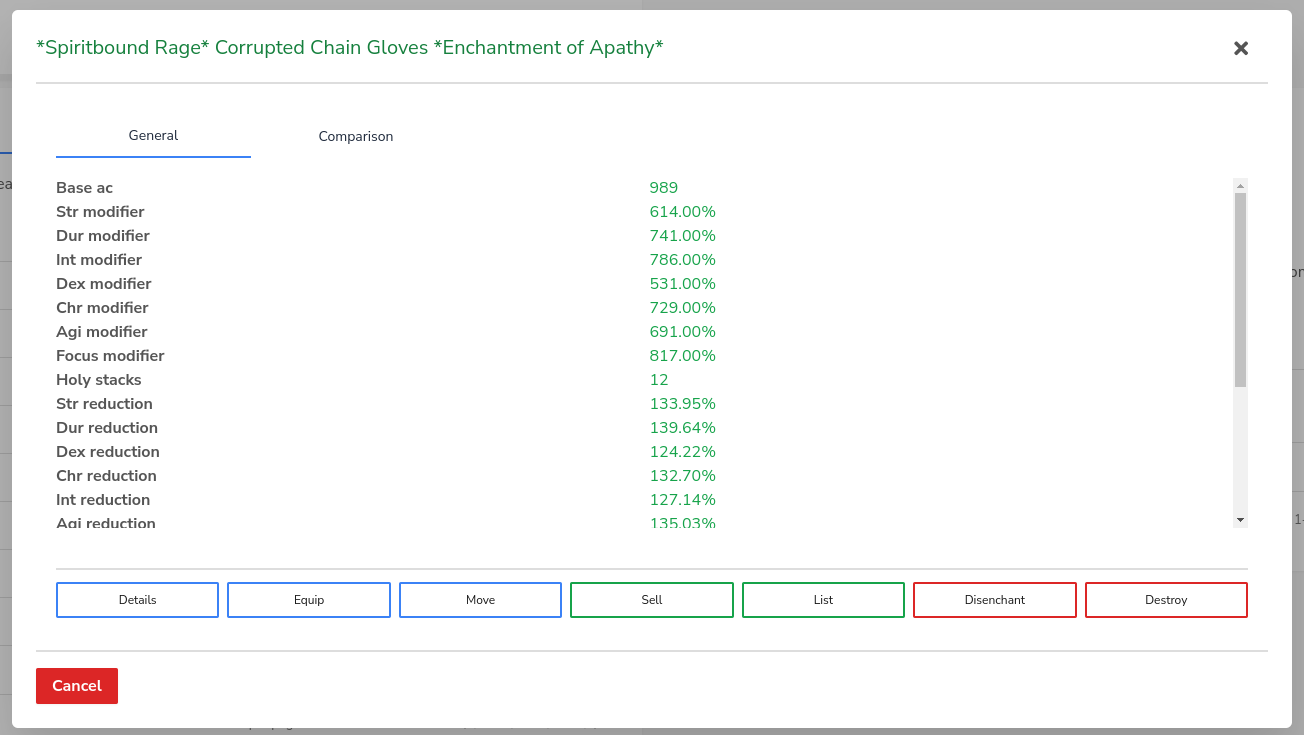 *Spiritbound Rage* Corrupted Chain Gloves *Enchantment of Apathy*
General Comparison
Base ac 989
Str modifier 614.00%
Dur modifier 741.00%
Int modifier 786.00%
Dex modifier 531.00%
Chr modifier 729.00%
Agi modifier 691.00%
Focus modifier 817.00%
Holy stacks 12
Str reduction 133.95%
Dur reduction 139.64%
Dex reduction 124.22%
Chr reduction 132.70%
Int reduction 127.14%
Agi reduction 135.03%
Details Equip Move Sell List Disenchant Destroy
Cancel